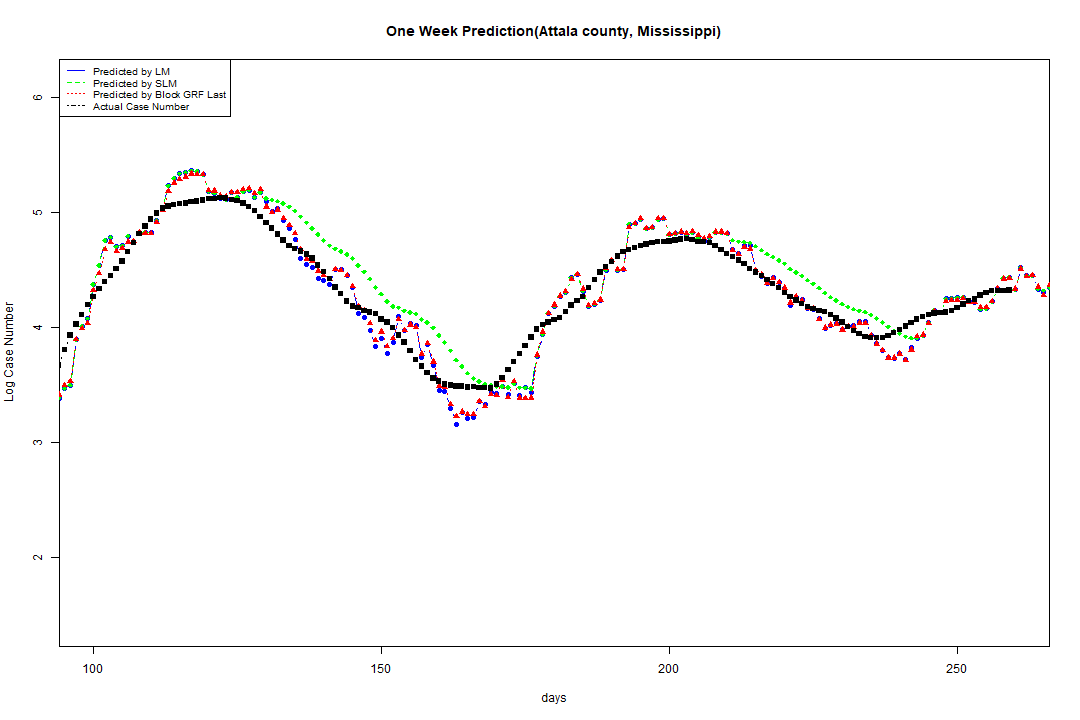 One Week Prediction(Attala county, Mississippi)
Predicted by LM
Predicted by SLM
Predicted by Block GRF Last
Actual Case Number
6
5
4
3
2
Log Case Number
100 150 200 250
days